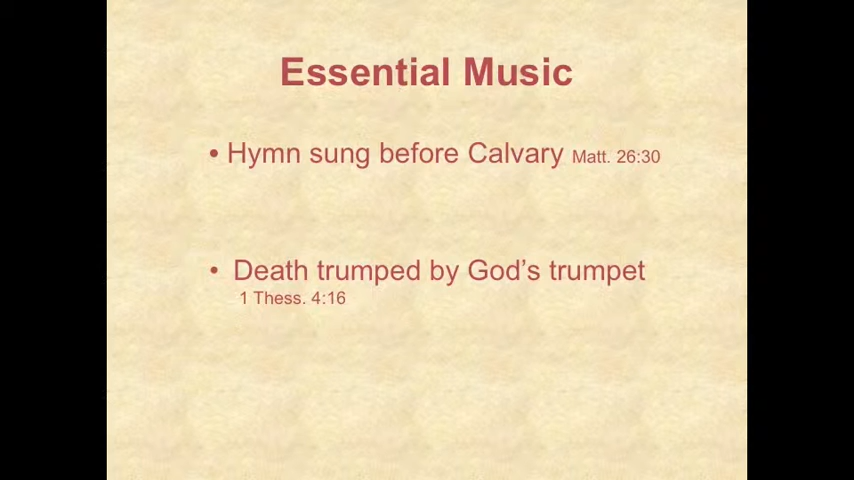 Essential Music
• Hymn sung before Calvary Matt. 26:30
• Death trumped by God’s trumpet
1 Thess. 4:16